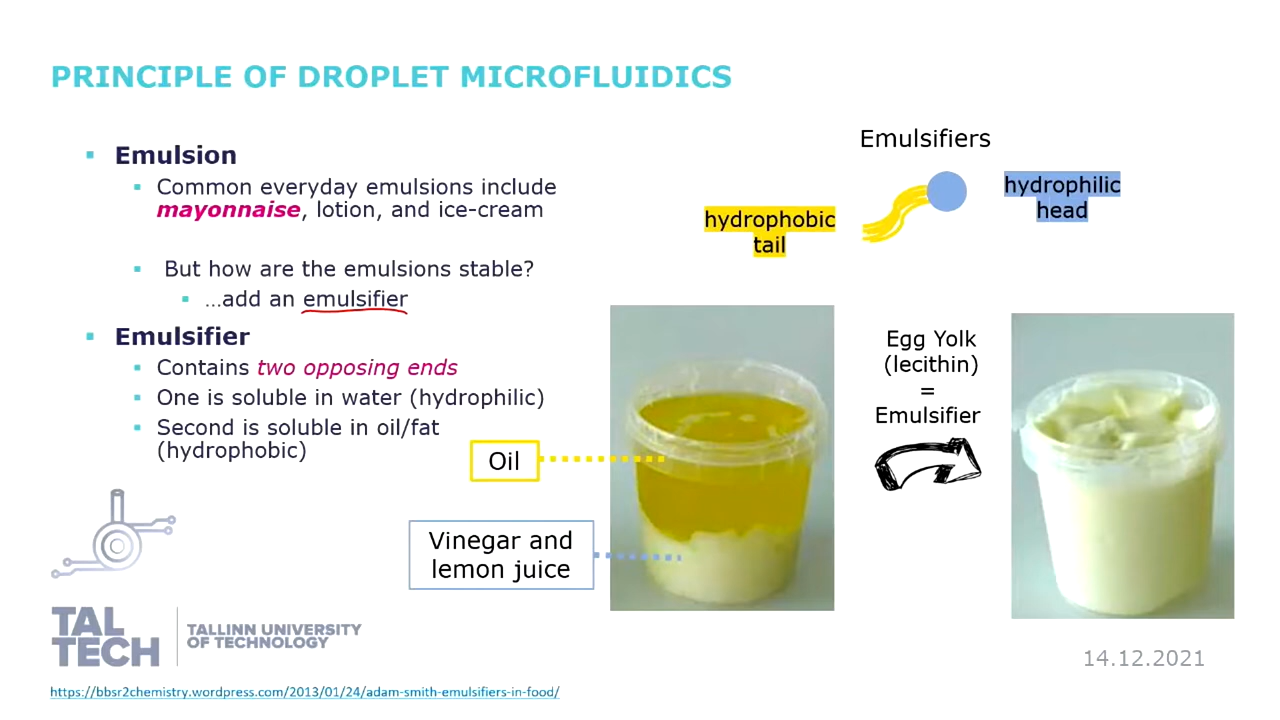 PRINCIPLE OF DROPLET MICROFLUIDICS
Emulsion
Common everyday emulsions include
mayonnaise, lotion, and ice-cream
But how are the emulsions stable?
...add an emulsifier
Emulsifier
Contains two opposing ends
One is soluble in water (hydrophilic)
Second is soluble in oil/fat
(hydrophobic)
Emulsifiers
hydrophobic
tail
hydrophilic
head
Oil
Vinegar and
lemon juice
Egg Yolk
(lecithin)
=
Emulsifier
TAL
TECH
TALLINN UNIVERSITY
OF TECHNOLOGY
14.12.2021
https://bbsr2chemistry.wordpress.com/2013/01/24/adam-smith-emulsifiers-in-food/